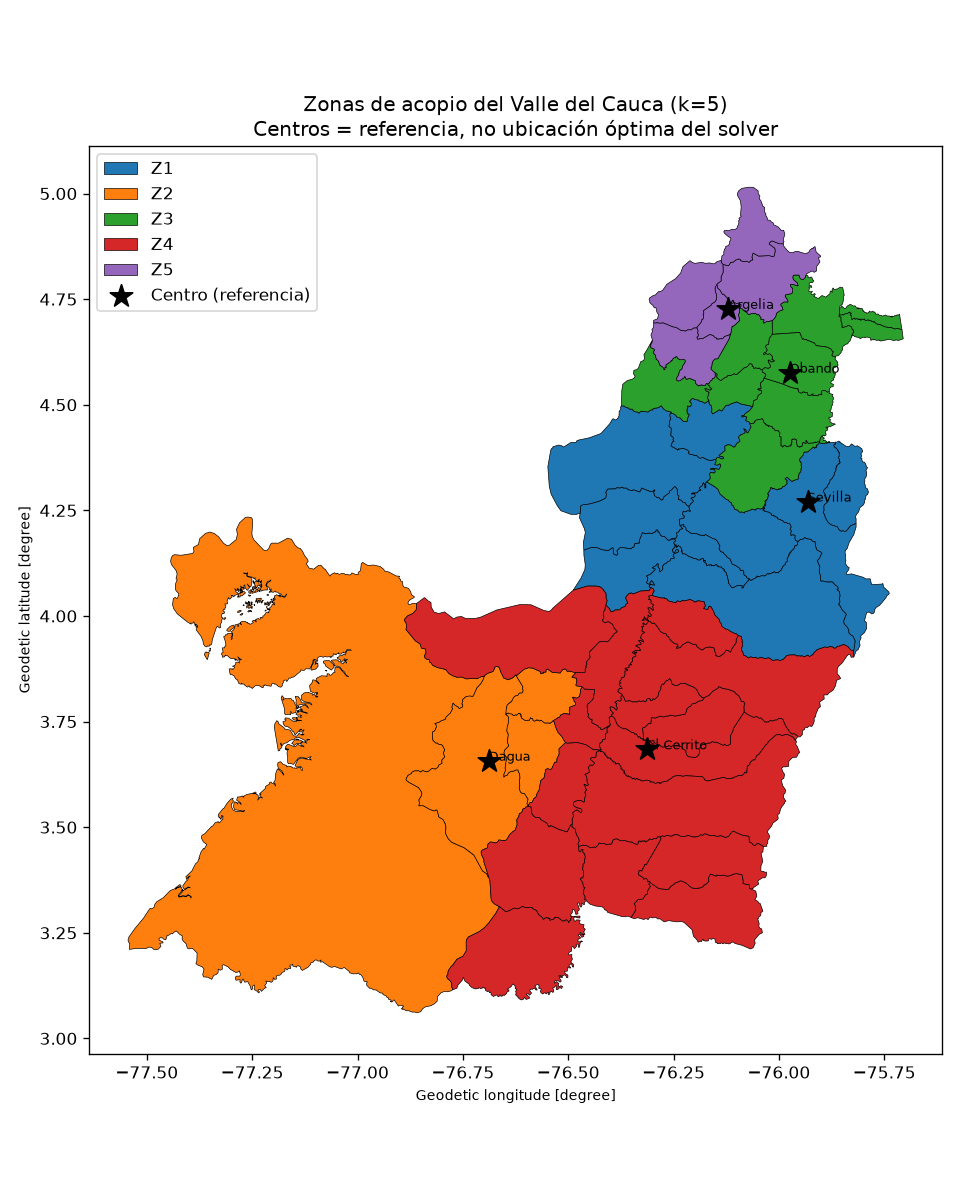 Zonas de acopio del Valle del Cauca (k=5)
Centros = referencia, no ubicación óptima del solver
Z1
Z2
Z3
Z4
Z5
Centro (referencia)
5.00
4.75
4.50
4.25
4.00
3.75
3.50
3.25
3.00
Geodetic latitude [degree]
Argelia
Obando
Sevilla
El Cerrito
Dagua
−77.50
−77.25
−77.00
−76.75
−76.50
−76.25
−76.00
−75.75
Geodetic longitude [degree]